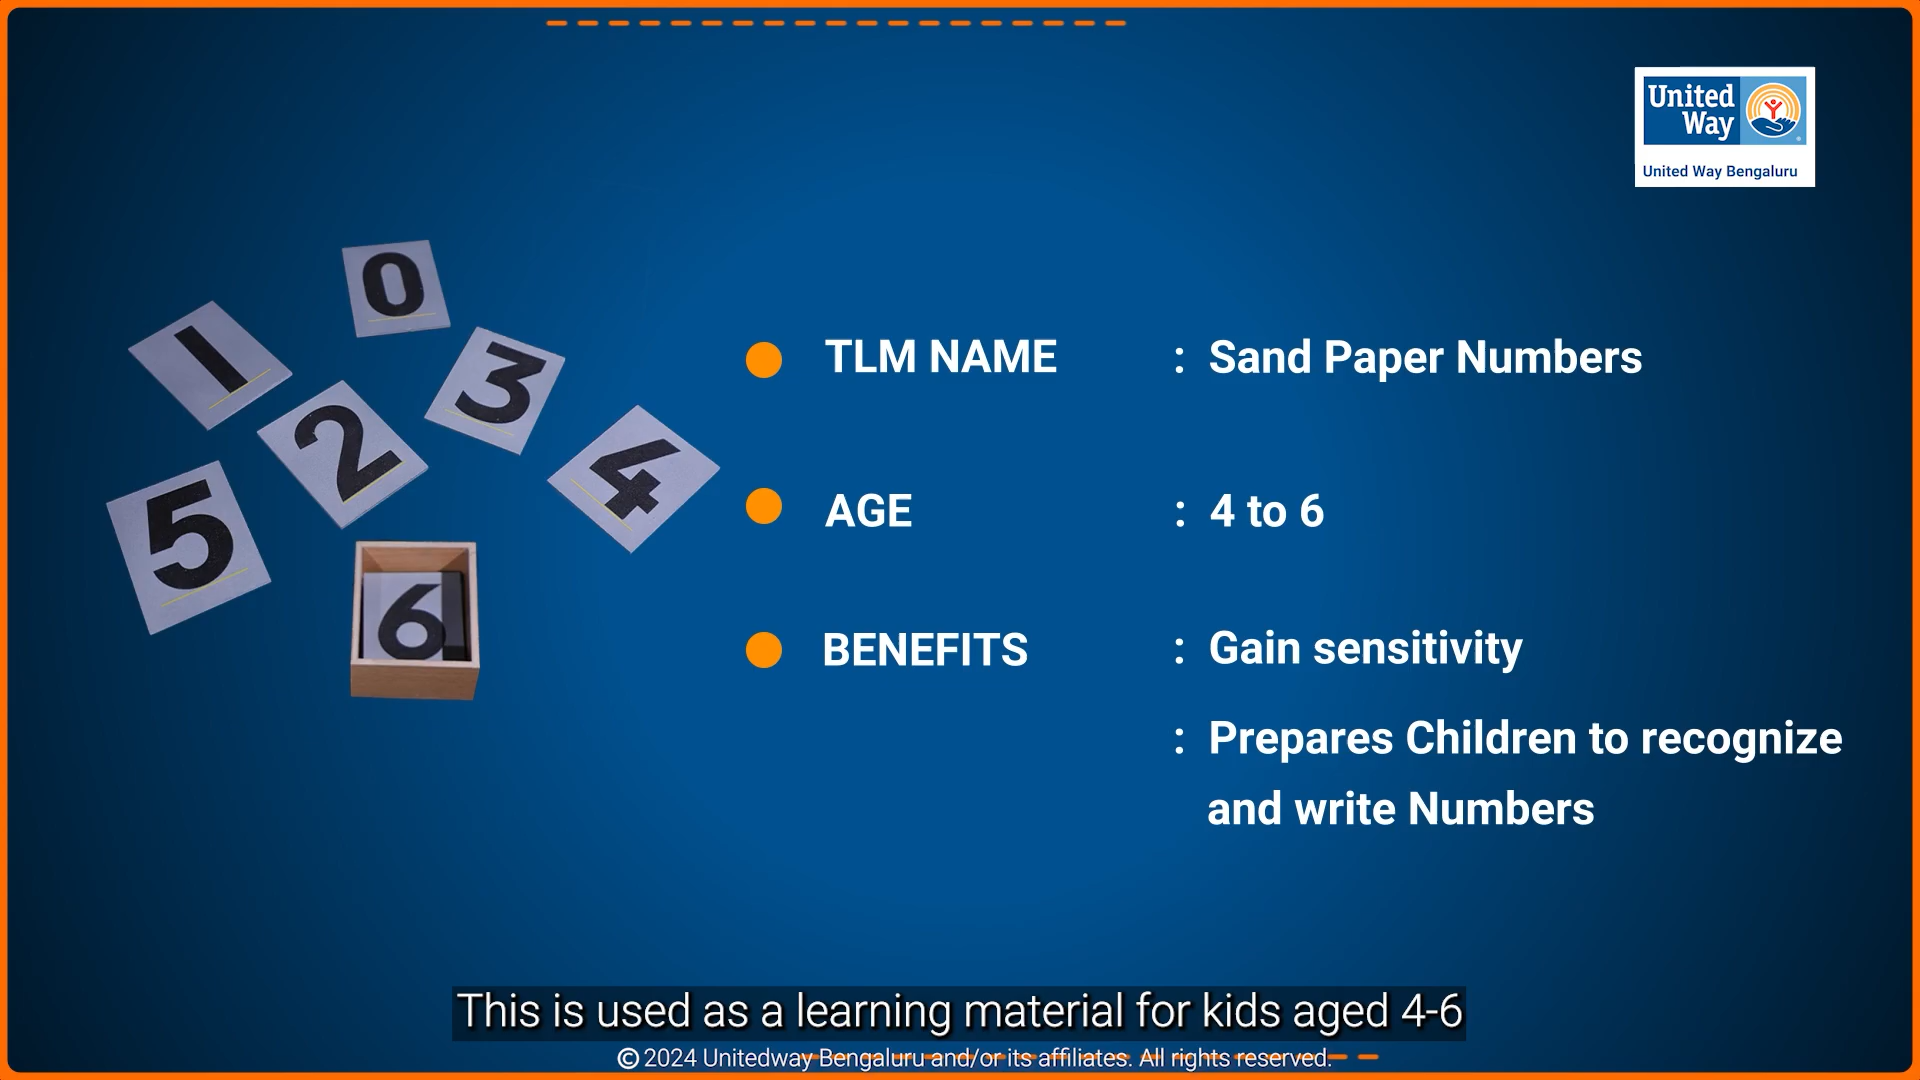 United
Way
United Way Bengaluru
0
1
3
2
4
5
6
TLM NAME : Sand Paper Numbers
AGE : 4 to 6
BENEFITS : Gain sensitivity
: Prepares Children to recognize
and write Numbers
This is used as a learning material for kids aged 4-6
© 2024 Unitedway Bengaluru and/or its affiliates. All rights reserved.